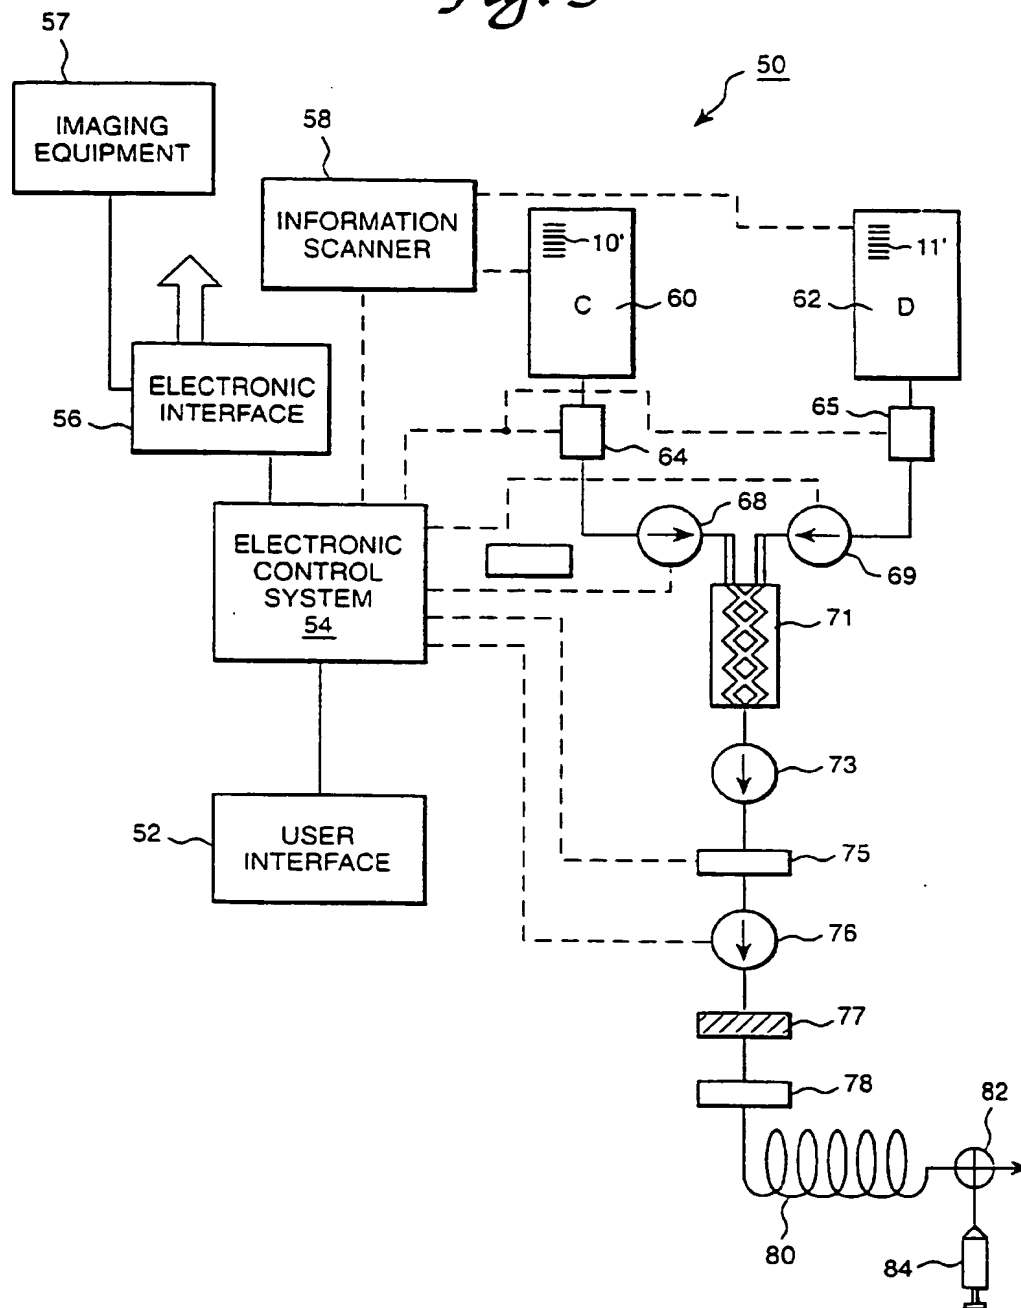 57
50
IMAGING
EQUIPMENT
58
INFORMATION
SCANNER
10'
11'
C
60
62
D
ELECTRONIC
INTERFACE
56
65
64
68
ELECTRONIC
CONTROL
SYSTEM
54
69
71
73
52
USER
INTERFACE
75
76
77
78
82
80
84